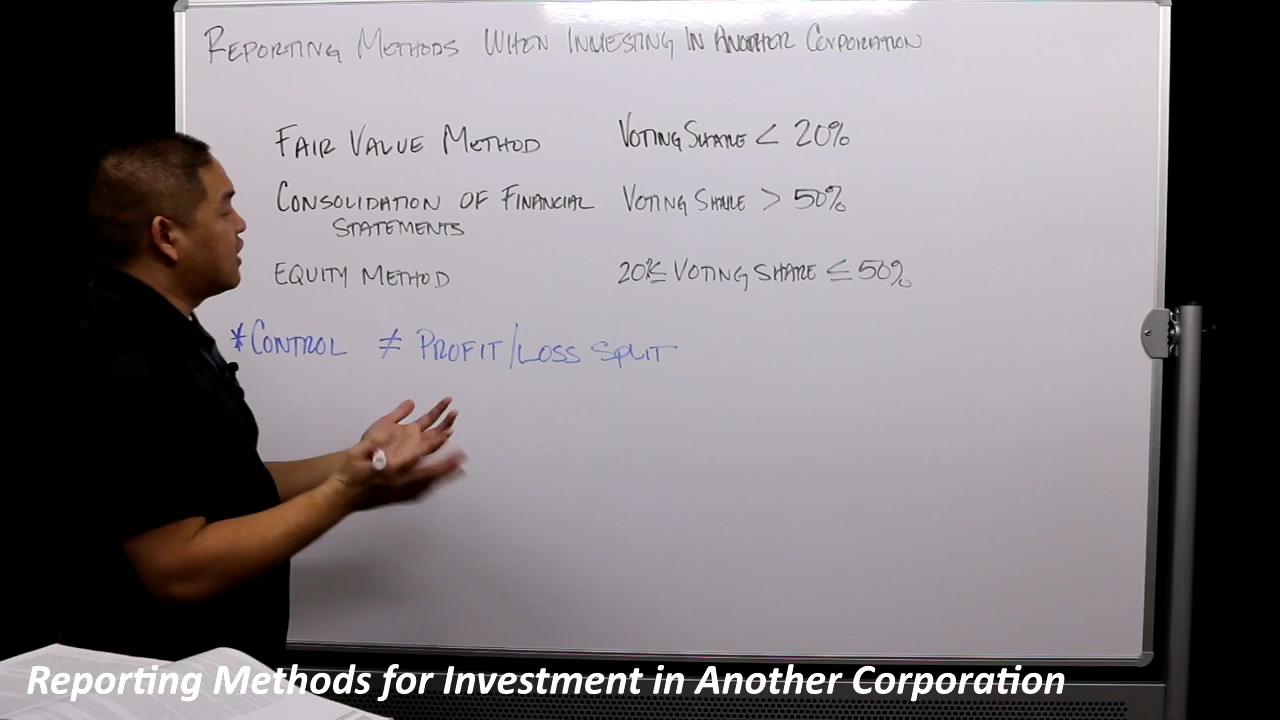 REPORTING METHODS WHEN INVESTING IN ANOTHER CORPORATION
FAIR VALUE METHOD VOTING SHARE < 20%
CONSOLIDATION OF FINANCIAL VOTING SHARE > 50%
STATEMENTS
EQUITY METHOD 20% ≤ VOTING SHARE ≤ 50%
*CONTROL ≠ PROFIT/LOSS SPLIT
Reporting Methods for Investment in Another Corporation